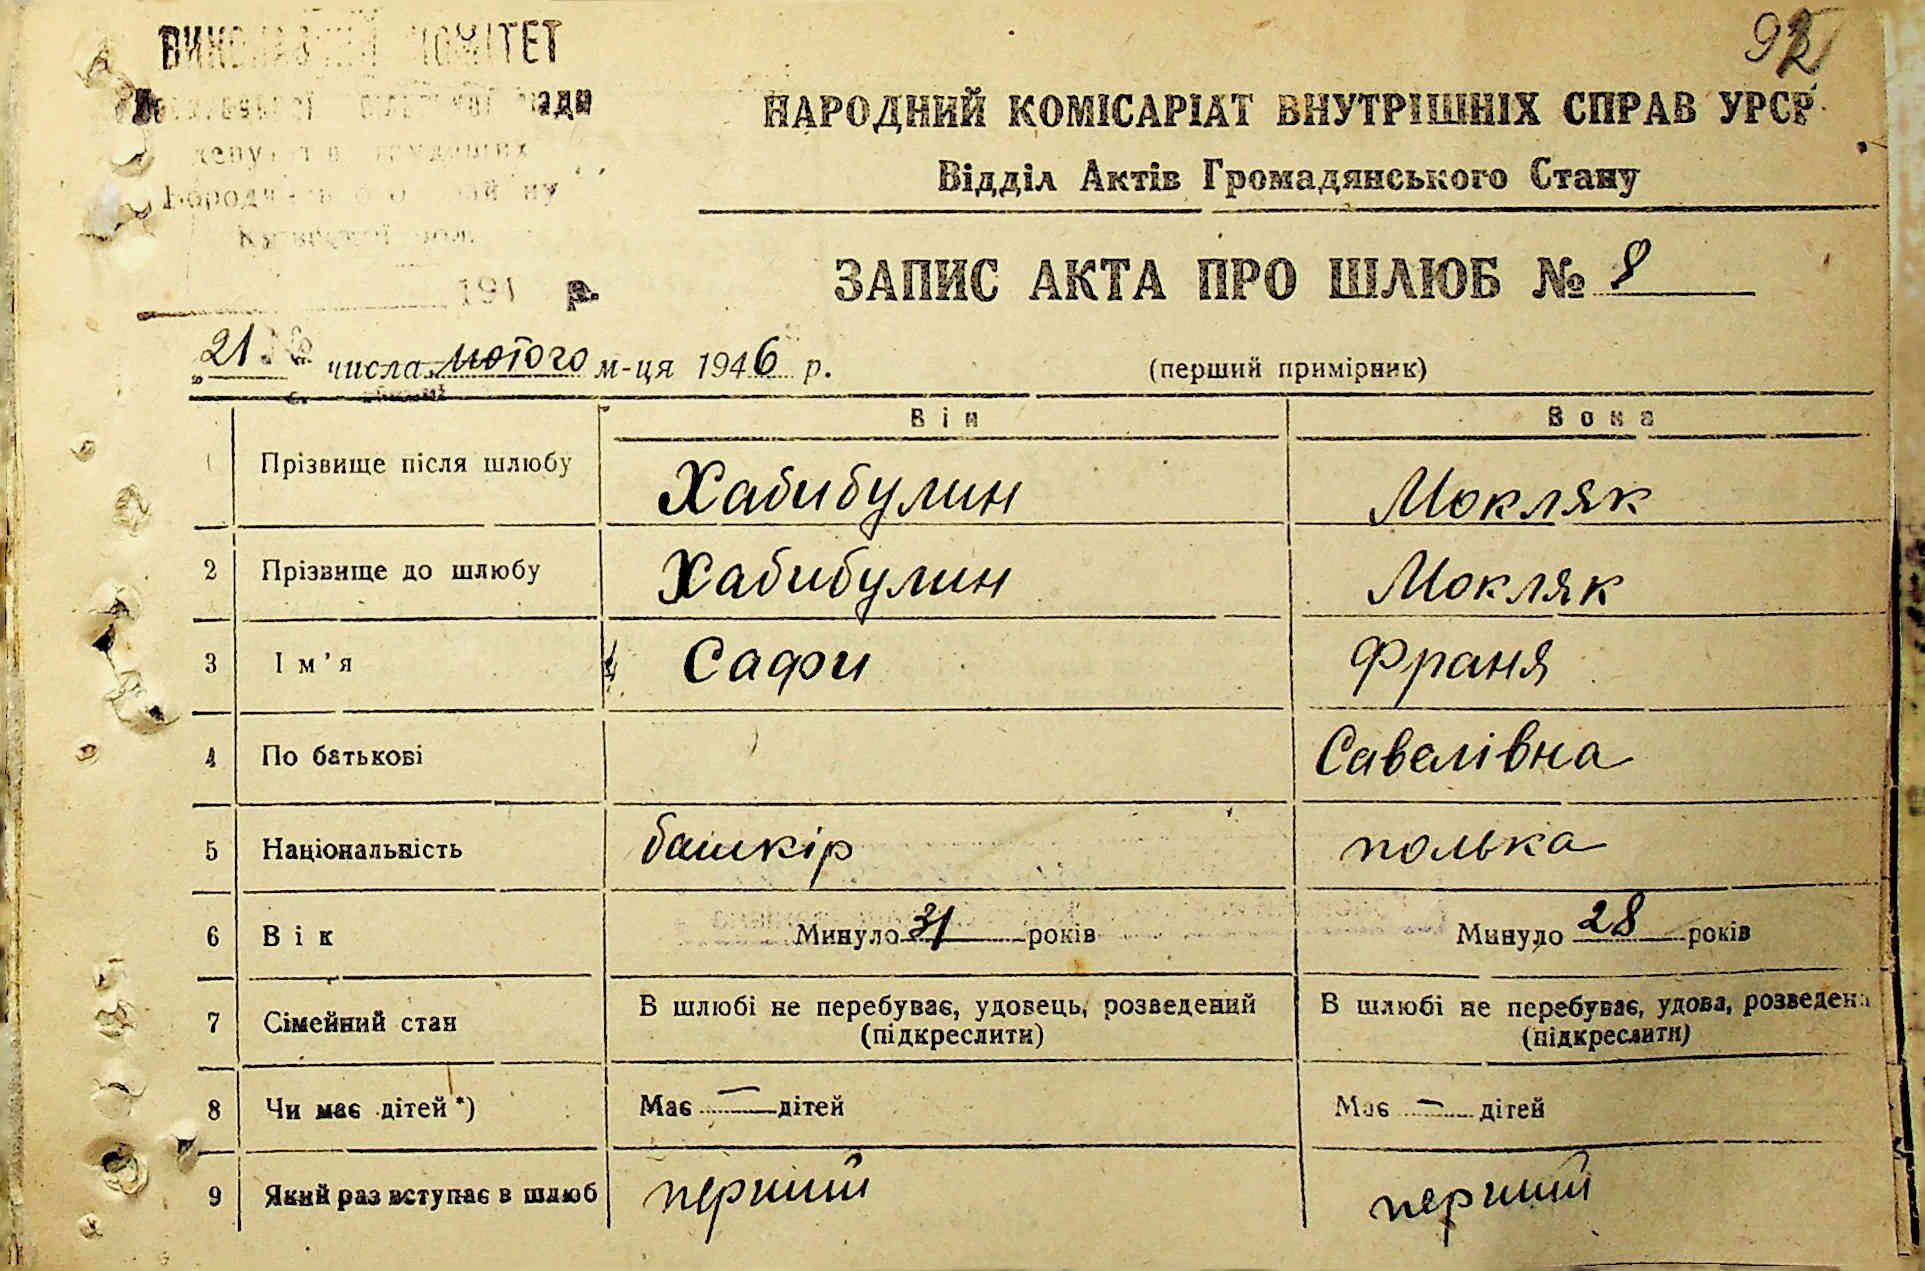 92
ВИКОНАВЧИЙ КОМІТЕТ
ради
Київської обл.
194 р.
НАРОДНИЙ КОМІСАРІАТ ВНУТРІШНІХ СПРАВ УРСР
Відділ Актів Громадянського Стану
ЗАПИС АКТА ПРО ШЛЮБ № 8
„21 числа лютого м-ця 1946 р. (перший примірник)
Він Вона
1 Прізвище після шлюбу Хабибулин Мокляк
2 Прізвище до шлюбу Хабибулин Мокляк
3 Ім’я Сафи Франя
4 По батькові Савелівна
5 Національність башкір полька
6 Вік Минуло 31 років Минуло 28 років
7 Сімейний стан В шлюбі не перебуває, удовець, розведений В шлюбі не перебуває, удова, розведена
(підкреслити) (підкреслити)
8 Чи має дітей *) Має — дітей Має — дітей
9 Який раз вступає в шлюб перший перший